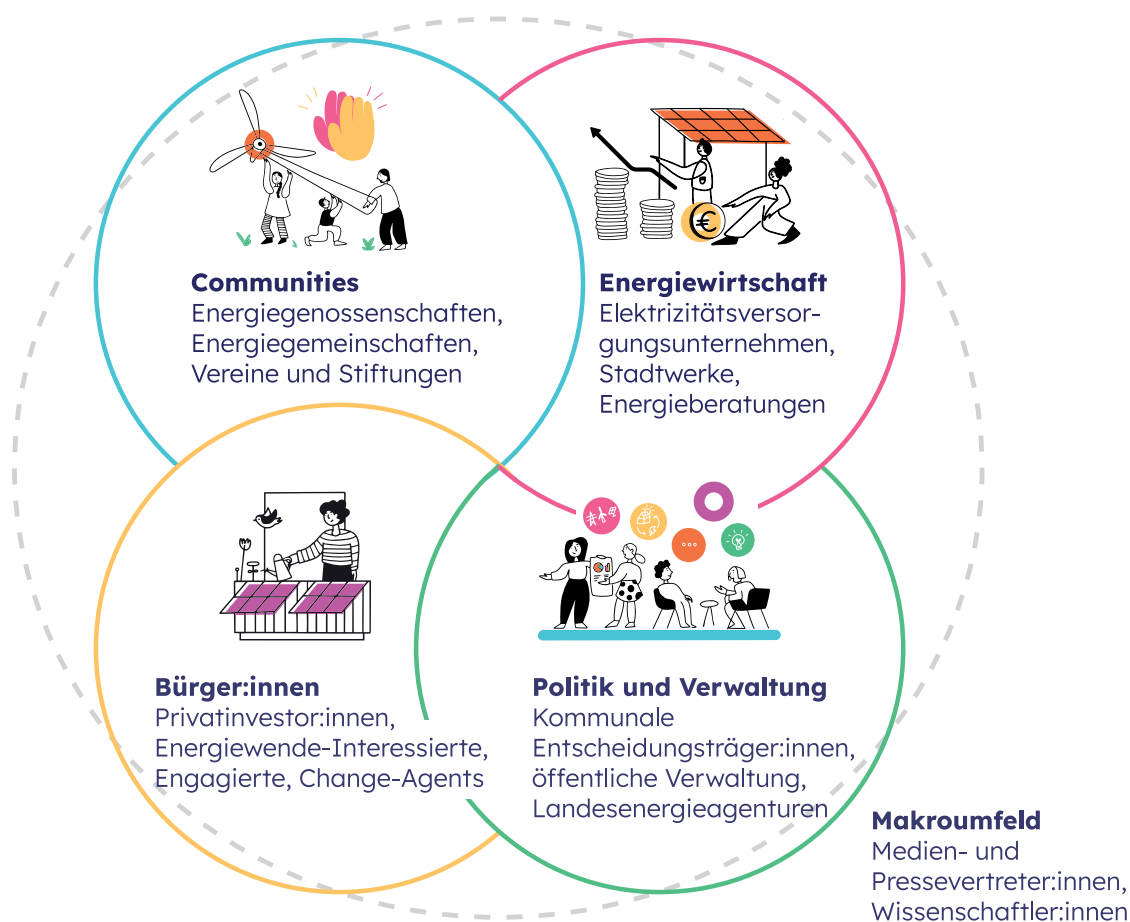 Communities
Energiegenossenschaften,
Energiegemeinschaften,
Vereine und Stiftungen
Energiewirtschaft
Elektrizitätsversor-
gungsunternehmen,
Stadtwerke,
Energieberatungen
€
Bürger:innen
Privatinvestor:innen,
Energiewende-Interessierte,
Engagierte, Change-Agents
Politik und Verwaltung
Kommunale
Entscheidungsträger:innen,
öffentliche Verwaltung,
Landesenergieagenturen
Makroumfeld
Medien- und
Pressevertreter:innen,
Wissenschaftler:innen